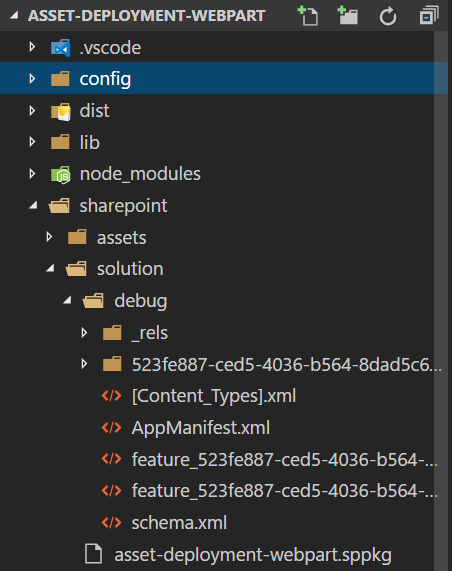 ASSET-DEPLOYMENT-WEBPART
.vscode
config
dist
lib
node_modules
sharepoint
assets
solution
debug
_rels
523fe887-ced5-4036-b564-8dad5c6...
[Content_Types].xml
AppManifest.xml
feature_523fe887-ced5-4036-b564-...
feature_523fe887-ced5-4036-b564-...
schema.xml
asset-deployment-webpart.sppkg